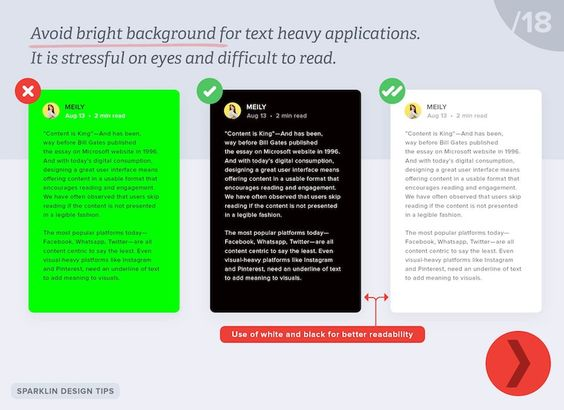 /18
Avoid bright background for text heavy applications.
It is stressful on eyes and difficult to read.
MEILY
Aug 13 • 2 min read
"Content is King"—And has been,
way before Bill Gates published
the essay on Microsoft website in 1996.
And with today's digital consumption,
designing a great user interface means
offering content in a visual format that
encourages reading and engagement.
We have often observed that users skip
reading if the content is not presented
in a legible fashion.
The most popular platforms today—
Facebook, Whatsapp, Twitter—are all
content centric to say the least. Even
visual-heavy platforms like Instagram
and Pinterest, need an underline of text
to add meaning to visuals.
MEILY
Aug 13 • 2 min read
"Content is King"—And has been,
way before Bill Gates published
the essay on Microsoft website in 1996.
And with today's digital consumption,
designing a great user interface means
offering content in a visual format that
encourages reading and engagement.
We have often observed that users skip
reading if the content is not presented
in a legible fashion.
The most popular platforms today—
Facebook, Whatsapp, Twitter—are all
content centric to say the least. Even
visual-heavy platforms like Instagram
and Pinterest, need an underline of text
to add meaning to visuals.
MEILY
Aug 13 • 2 min read
"Content is King"—And has been,
way before Bill Gates published
the essay on Microsoft website in 1996.
And with today's digital consumption,
designing a great user interface means
offering content in a visual format that
encourages reading and engagement.
We have often observed that users skip
reading if the content is not presented
in a legible fashion.
The most popular platforms today—
Facebook, Whatsapp, Twitter—are all
content centric to say the least. Even
visual-heavy platforms like Instagram
and Pinterest, need an underline of text
to add meaning to visuals.
Use of white and black for better readability
SPARKLIN DESIGN TIPS